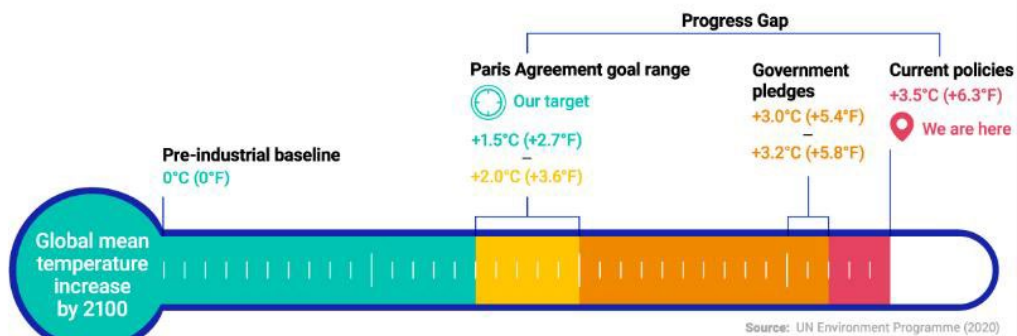 Progress Gap
Paris Agreement goal range
Our target
+1.5°C (+2.7°F)
–
+2.0°C (+3.6°F)
Government
pledges
+3.0°C (+5.4°F)
–
+3.2°C (+5.8°F)
Current policies
+3.5°C (+6.3°F)
We are here
Pre-industrial baseline
0°C (0°F)
Global mean
temperature
increase
by 2100
Source: UN Environment Programme (2020)